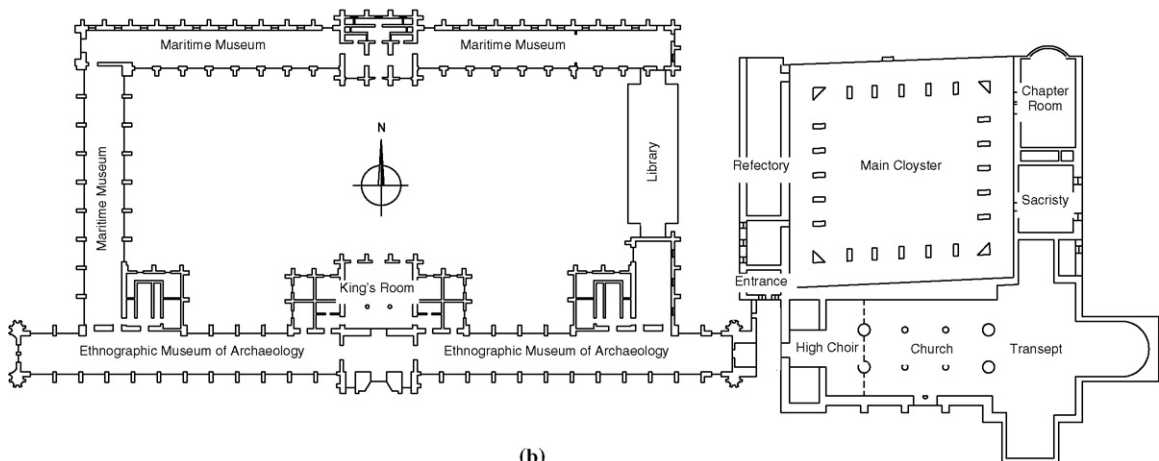 Maritime Museum
Maritime Museum
Maritime Museum
N
Library
King's Room
Ethnographic Museum of Archaeology
Ethnographic Museum of Archaeology
Refectory
Main Cloyster
Chapter
Room
Sacristy
Entrance
High Choir
Church
Transept
(b)